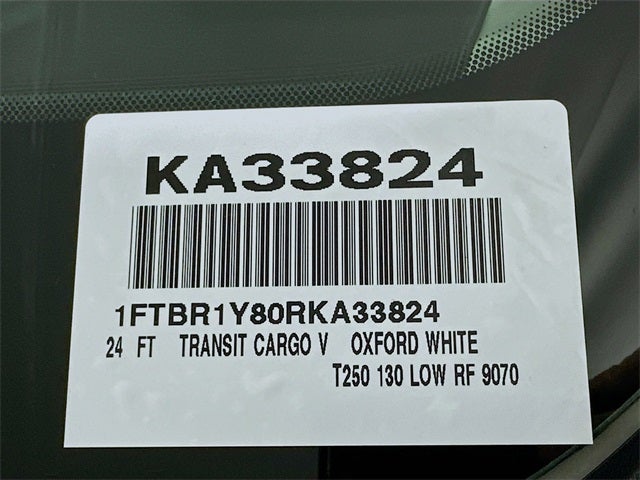 KA33824
1FTBR1Y80RKA33824
24 FT TRANSIT CARGO V OXFORD WHITE
T250 130 LOW RF 9070